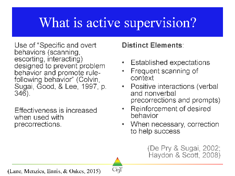 What is active supervision?
Use of "Specific and overt
behaviors (scanning,
escorting, interacting)
designed to prevent problem
behavior and promote rule-
following behavior" (Colvin,
Sugai, Good, & Lee, 1997, p.
346).
Effectiveness is increased
when used with
precorrections.
Distinct Elements:
• Established expectations
• Frequent scanning of
context
• Positive interactions (verbal
and nonverbal
precorrections and prompts)
• Reinforcement of desired
behavior
• When necessary, correction
to help success
(De Pry & Sugai, 2002;
Haydon & Scott, 2008)
(Lane, Menzies, Ennis, & Oakes, 2015)